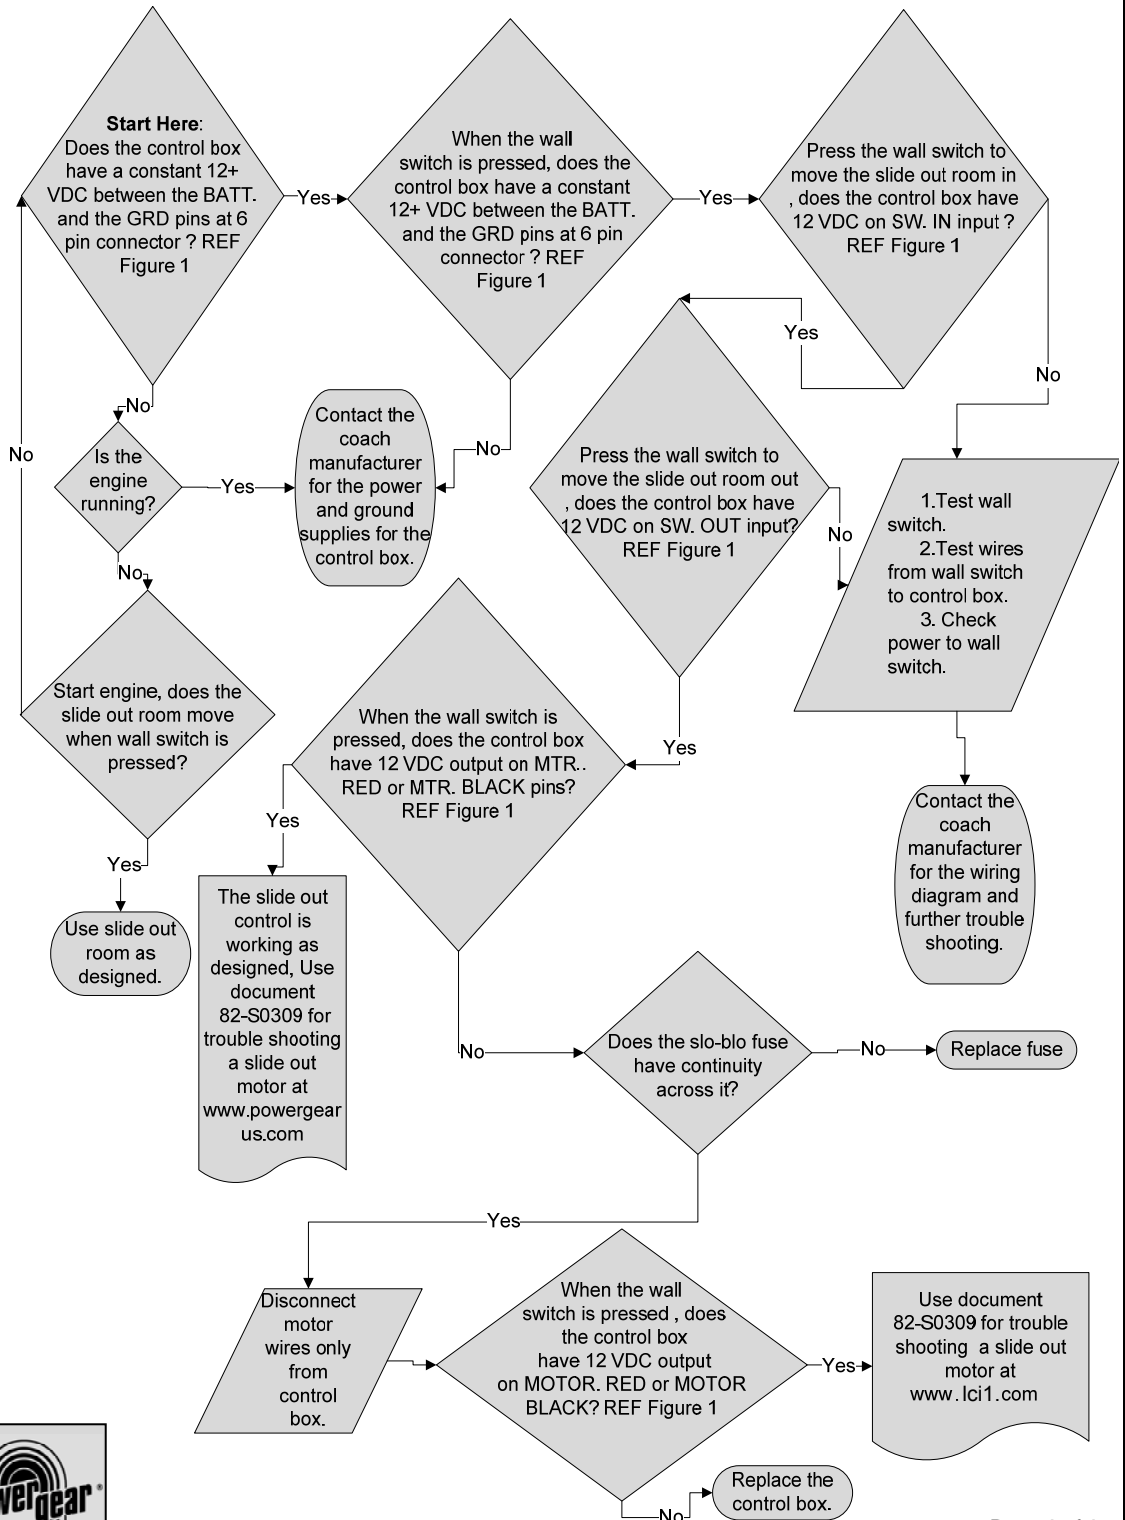 Start Here:
Does the control box
have a constant 12+
VDC between the BATT.
and the GRD pins at 6
pin connector ? REF
Figure 1
Yes
When the wall
switch is pressed, does the
control box have a constant
12+ VDC between the BATT.
and the GRD pins at 6 pin
connector ? REF
Figure 1
Yes
Press the wall switch to
move the slide out room in
, does the control box have
12 VDC on SW. IN input ?
REF Figure 1
Yes
No
No
Is the
engine
running?
Yes
Contact the
coach
manufacturer
for the power
and ground
supplies for the
control box.
No
No
Press the wall switch to
move the slide out room out
, does the control box have
12 VDC on SW. OUT input?
REF Figure 1
No
1.Test wall
switch.
2.Test wires
from wall switch
to control box.
3. Check
power to wall
switch.
No
Start engine, does the
slide out room move
when wall switch is
pressed?
Yes
Use slide out
room as
designed.
When the wall switch is
pressed, does the control box
have 12 VDC output on MTR..
RED or MTR. BLACK pins?
REF Figure 1
Yes
Yes
The slide out
control is
working as
designed, Use
document
82-S0309 for
trouble shooting
a slide out
motor at
www.powergear
us.com
Contact the
coach
manufacturer
for the wiring
diagram and
further trouble
shooting.
No
Does the slo-blo fuse
have continuity
across it?
No
Replace fuse
Yes
Disconnect
motor
wires only
from
control
box.
When the wall
switch is pressed , does
the control box
have 12 VDC output
on MOTOR. RED or MOTOR
BLACK? REF Figure 1
Yes
Use document
82-S0309 for trouble
shooting a slide out
motor at
www.lci1.com
No
Replace the
control box.
wergear®